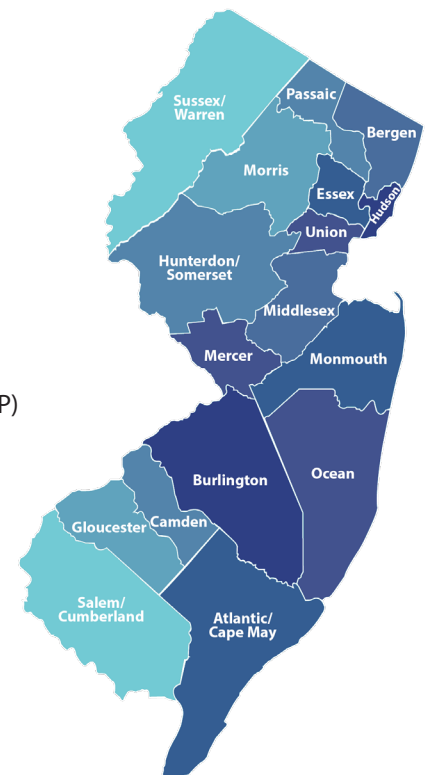 Passaic
Sussex/
Warren
Bergen
Morris
Essex
Hudson
Union
Hunterdon/
Somerset
Middlesex
Mercer
Monmouth
P)
Ocean
Burlington
Camden
Gloucester
Salem/
Cumberland
Atlantic/
Cape May